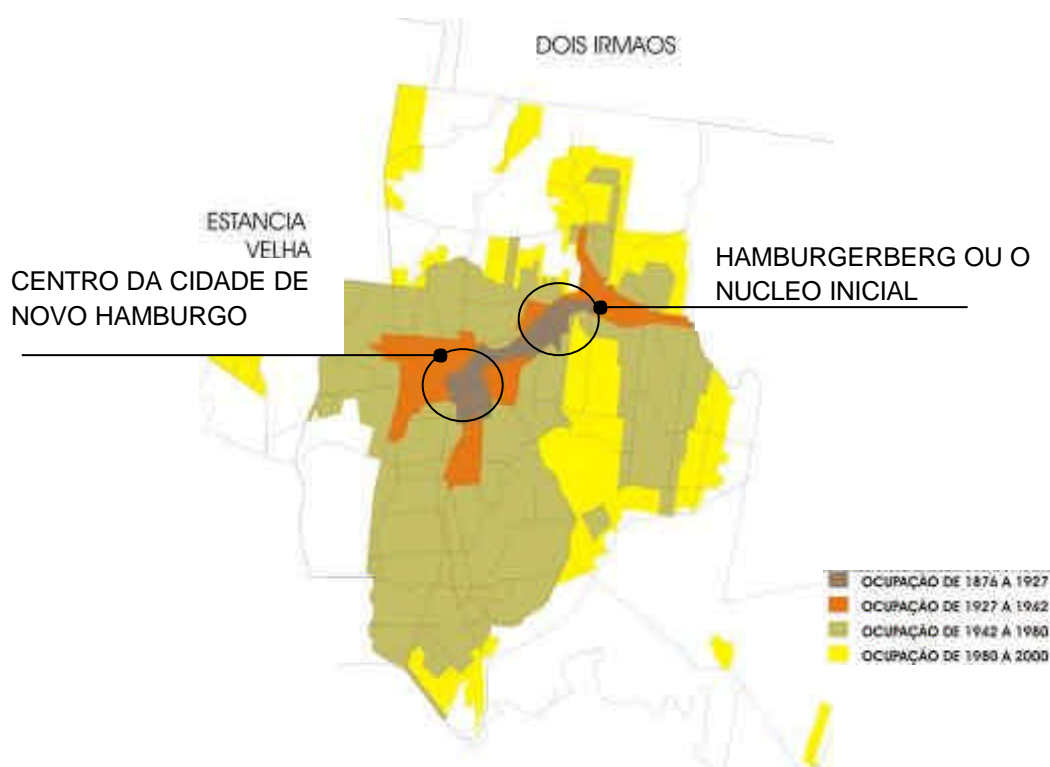 DOIS IRMAOS
ESTANCIA
VELHA
CENTRO DA CIDADE DE
NOVO HAMBURGO
HAMBURGERBERG OU O
NUCLEO INICIAL
OCUPAÇÃO DE 1876 A 1927
OCUPAÇÃO DE 1927 A 1942
OCUPAÇÃO DE 1942 A 1980
OCUPAÇÃO DE 1980 A 2000